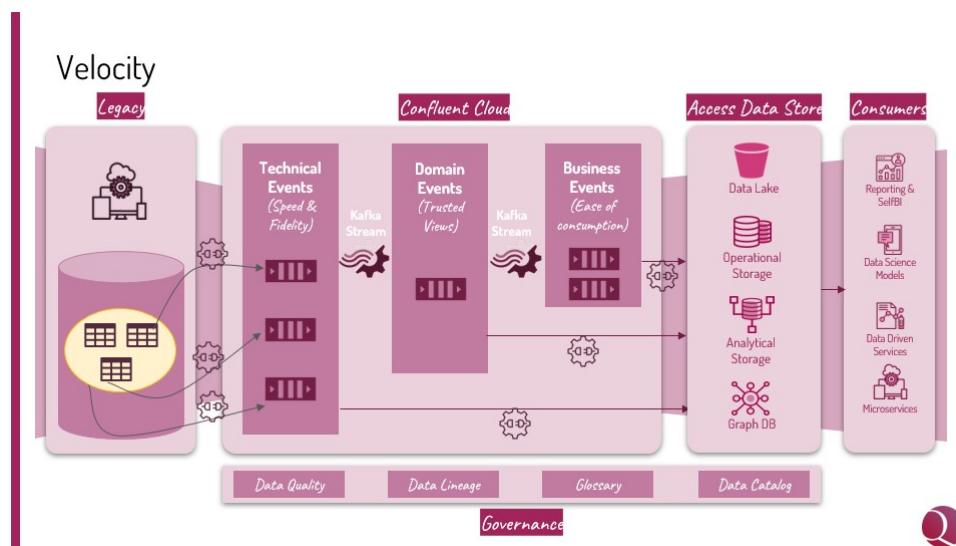 Velocity
Legacy
Confluent Cloud
Access Data Store
Consumers
Technical
Events
(Speed &
Fidelity)
Kafka
Stream
Domain
Events
(Trusted
Views)
Kafka
Stream
Business
Events
(Ease of
consumption)
Data Lake
Operational
Storage
Analytical
Storage
Graph DB
Reporting &
SelfBI
Data Science
Models
Data Driven
Services
Microservices
Data Quality
Data Lineage
Glossary
Data Catalog
Governance
Q